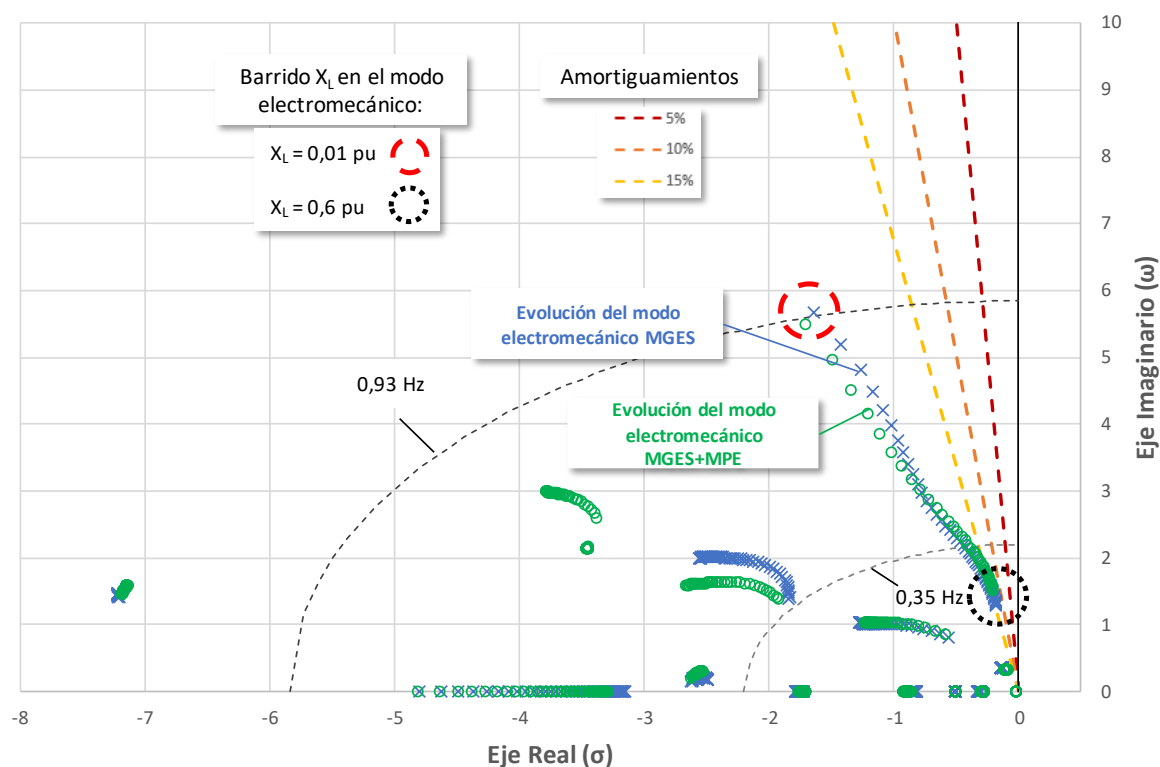 Barrido XL en el modo
electromecánico:
XL = 0,01 pu
XL = 0,6 pu
Amortiguamientos
5%
10%
15%
Evolución del modo
electromecánico MGES
0,93 Hz
Evolución del modo
electromecánico
MGES+MPE
0,35 Hz
10
9
8
7
6
5
4
3
2
1
0
Eje Imaginario (ω)
-8 -7 -6 -5 -4 -3 -2 -1 0
Eje Real (σ)